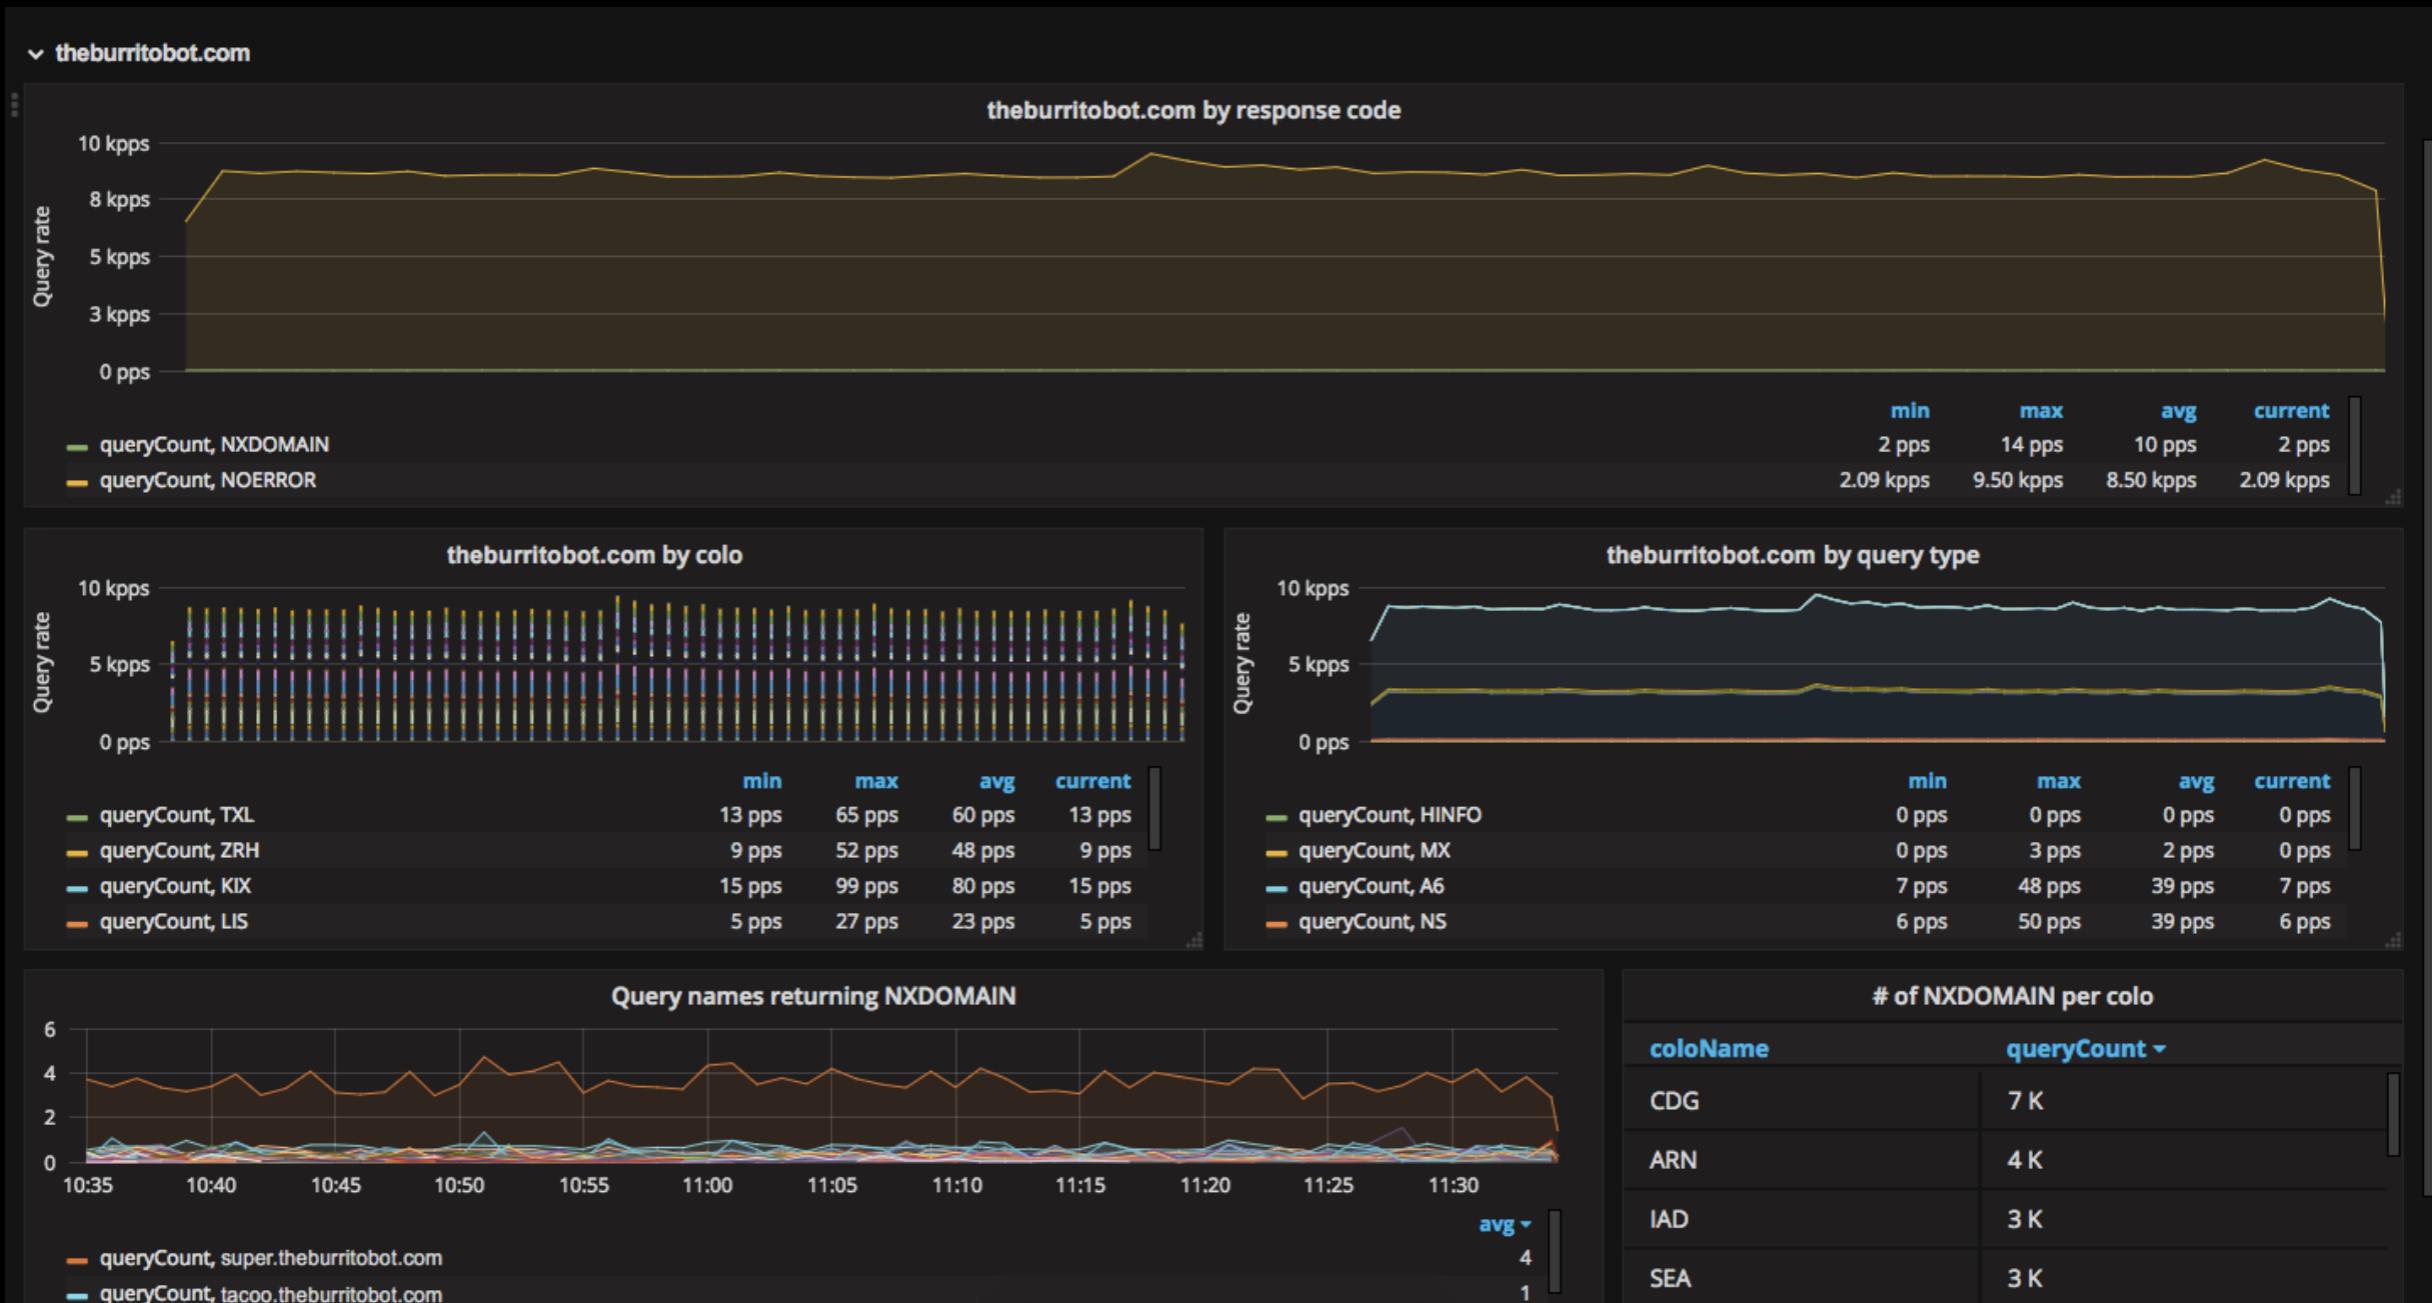 theburritobot.com
theburritobot.com by response code
Query rate
10 kpps
8 kpps
5 kpps
3 kpps
0 pps
min max avg current
queryCount, NXDOMAIN 2 pps 14 pps 10 pps 2 pps
queryCount, NOERROR 2.09 kpps 9.50 kpps 8.50 kpps 2.09 kpps
theburritobot.com by colo
Query rate
10 kpps
5 kpps
0 pps
min max avg current
queryCount, TXL 13 pps 65 pps 60 pps 13 pps
queryCount, ZRH 9 pps 52 pps 48 pps 9 pps
queryCount, KIX 15 pps 99 pps 80 pps 15 pps
queryCount, LIS 5 pps 27 pps 23 pps 5 pps
theburritobot.com by query type
Query rate
10 kpps
5 kpps
0 pps
min max avg current
queryCount, HINFO 0 pps 0 pps 0 pps 0 pps
queryCount, MX 0 pps 3 pps 2 pps 0 pps
queryCount, A6 7 pps 48 pps 39 pps 7 pps
queryCount, NS 6 pps 50 pps 39 pps 6 pps
Query names returning NXDOMAIN
6
4
2
0
10:35 10:40 10:45 10:50 10:55 11:00 11:05 11:10 11:15 11:20 11:25 11:30
avg
queryCount, super.theburritobot.com 4
queryCount, tacoo.theburritobot.com 1
# of NXDOMAIN per colo
coloName queryCount
CDG 7 K
ARN 4 K
IAD 3 K
SEA 3 K